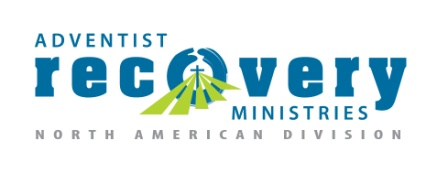 ADVENTIST
recovery
MINISTRIES
NORTH AMERICAN DIVISION